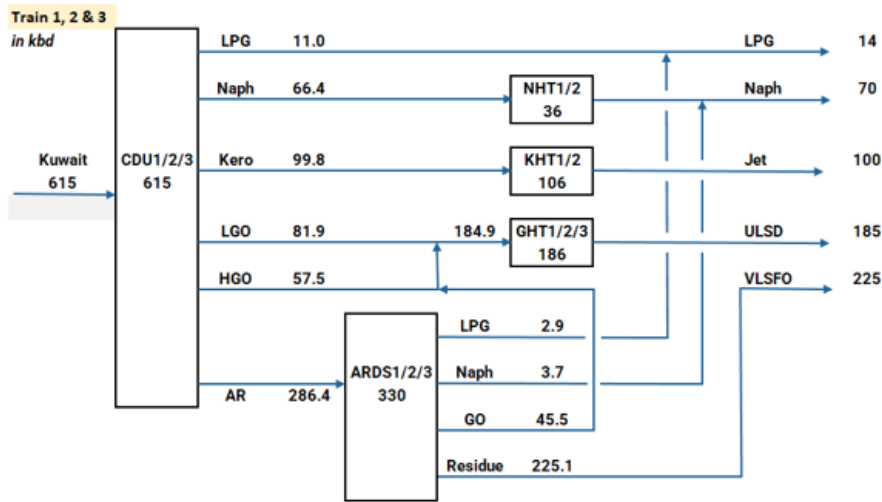 Train 1, 2 & 3
in kbd
LPG 11.0 LPG 14
Naph 66.4 NHT1/2 Naph 70
36
Kuwait CDU1/2/3 Kero 99.8 KHT1/2 Jet 100
615 615 106
LGO 81.9 184.9 GHT1/2/3 ULSD 185
186
HGO 57.5 VLSFO 225
LPG 2.9
ARDS1/2/3 Naph 3.7
330
AR 286.4
GO 45.5
Residue 225.1